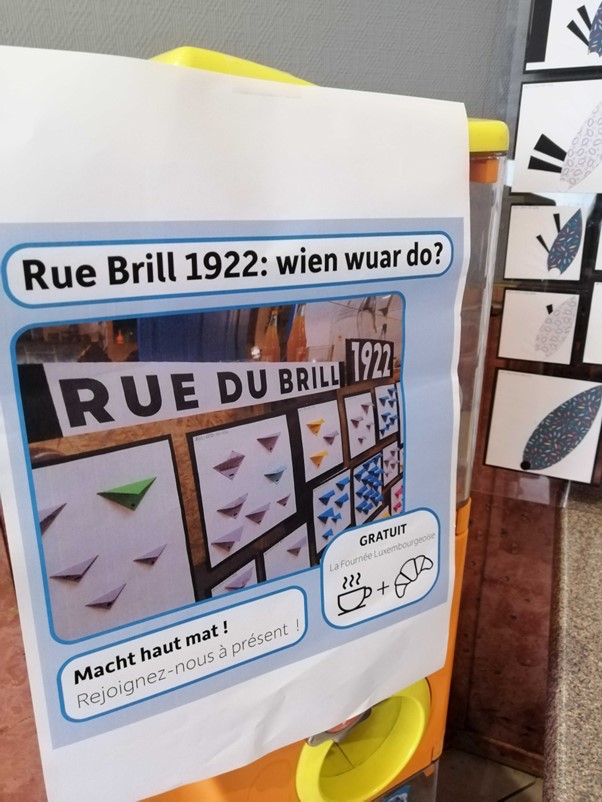 Rue Brill 1922: wien wuar do?
RUE DU BRILL 1922
GRATUIT
La Fournée Luxembourgeoise
Macht haut mat !
Rejoignez-nous à présent !